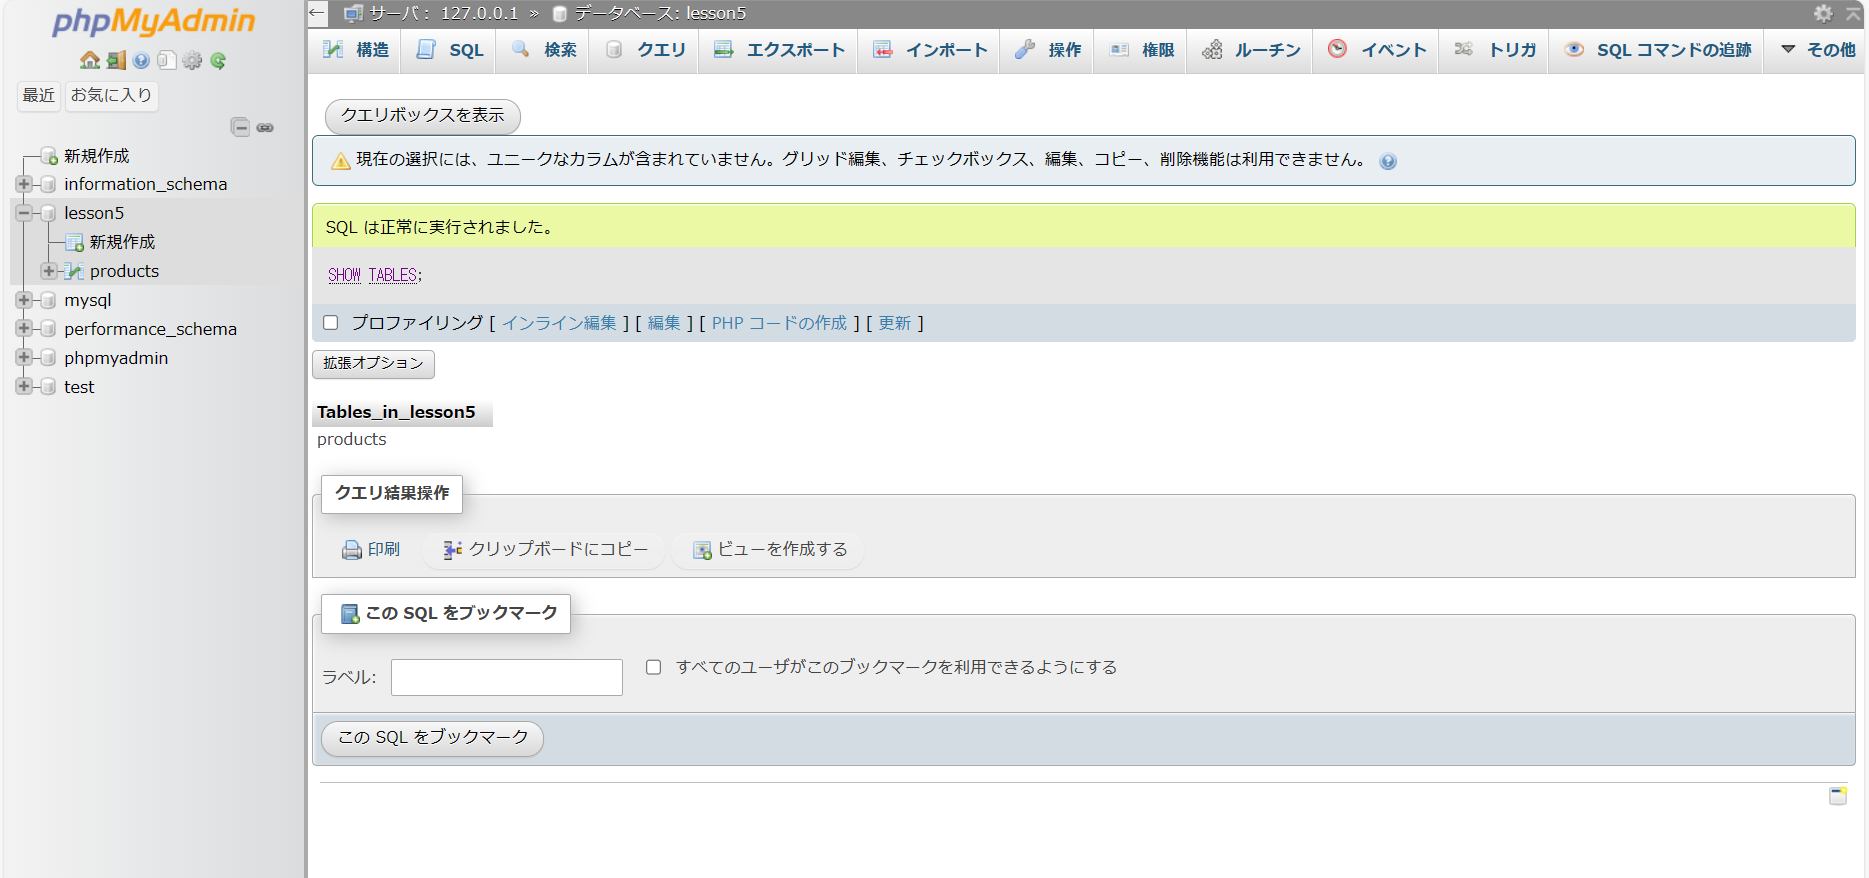 phpMyAdmin
最近 お気に入り
新規作成
information_schema
lesson5
新規作成
products
mysql
performance_schema
phpmyadmin
test
← サーバ: 127.0.0.1 » データベース: lesson5
構造 SQL 検索 クエリ エクスポート インポート 操作 権限 ルーチン イベント トリガ SQL コマンドの追跡 その他
クエリボックスを表示
現在の選択には、ユニークなカラムが含まれていません。グリッド編集、チェックボックス、編集、コピー、削除機能は利用できません。
SQL は正常に実行されました。
SHOW TABLES;
プロファイリング [ インライン編集 ] [ 編集 ] [ PHP コードの作成 ] [ 更新 ]
拡張オプション
Tables_in_lesson5
products
クエリ結果操作
印刷 クリップボードにコピー ビューを作成する
この SQL をブックマーク
ラベル: すべてのユーザがこのブックマークを利用できるようにする
この SQL をブックマーク